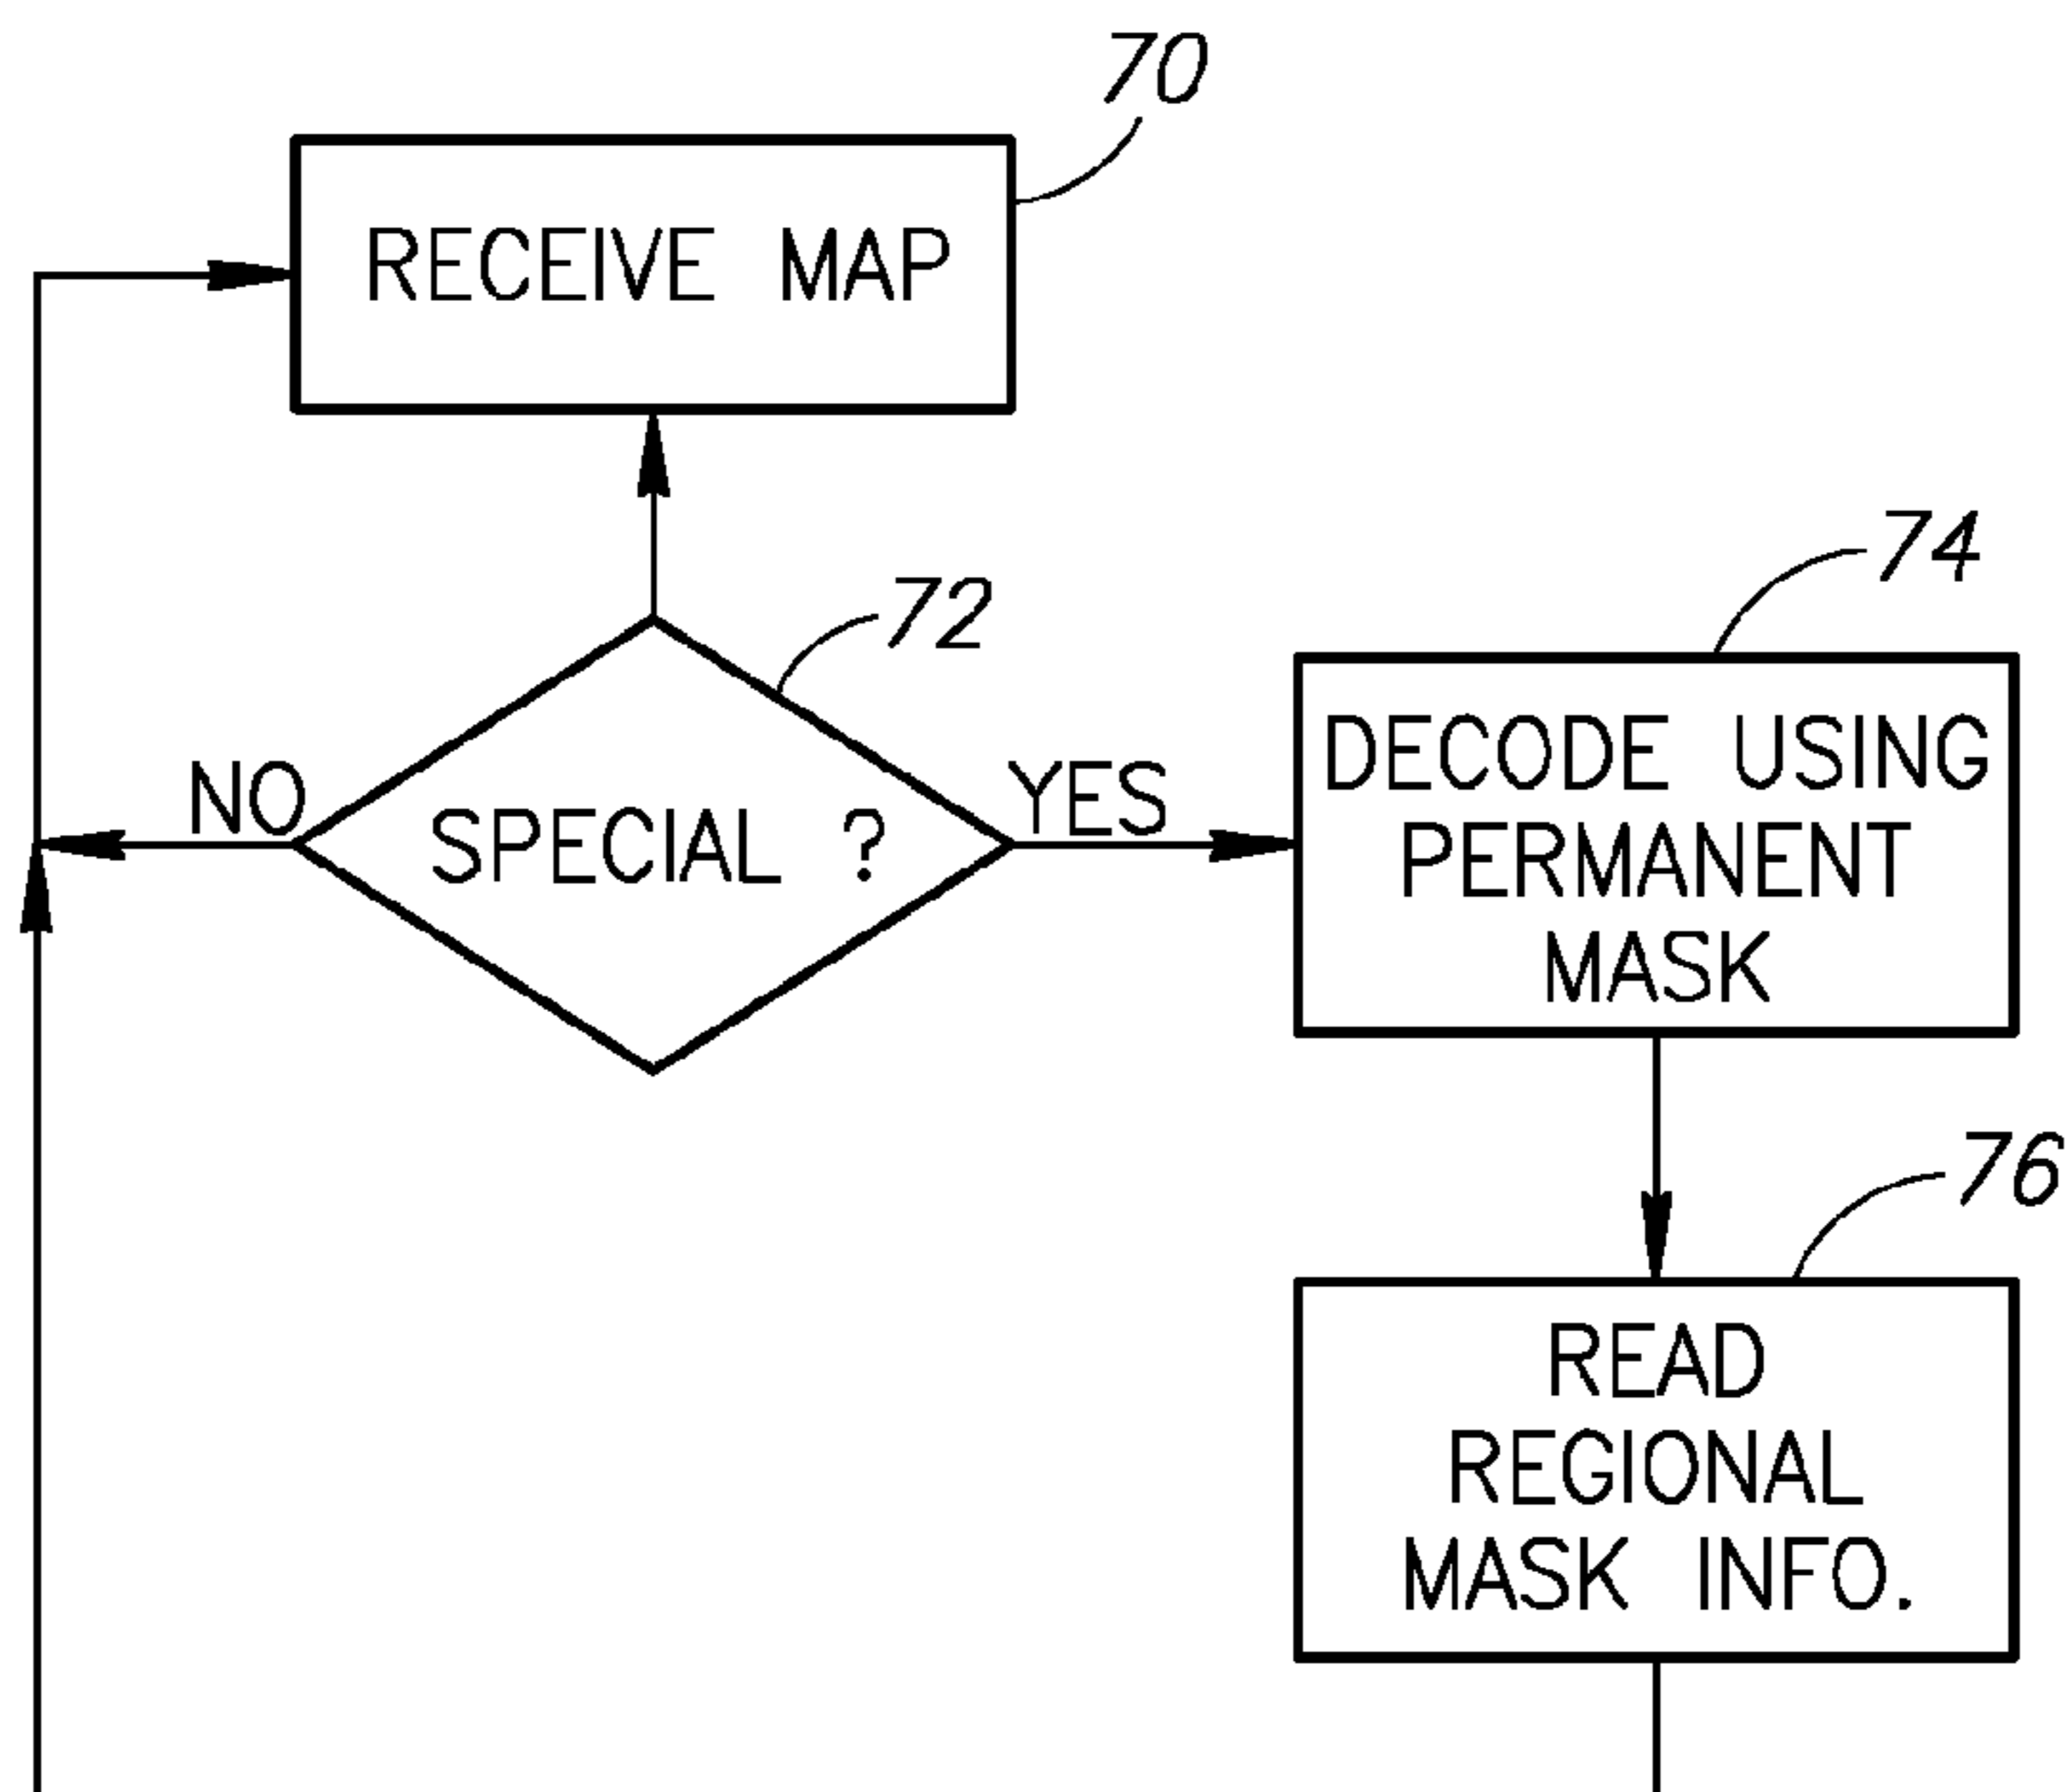 70
RECEIVE MAP
72
NO
SPECIAL ?
YES
74
DECODE USING
PERMANENT
MASK
76
READ
REGIONAL
MASK INFO.